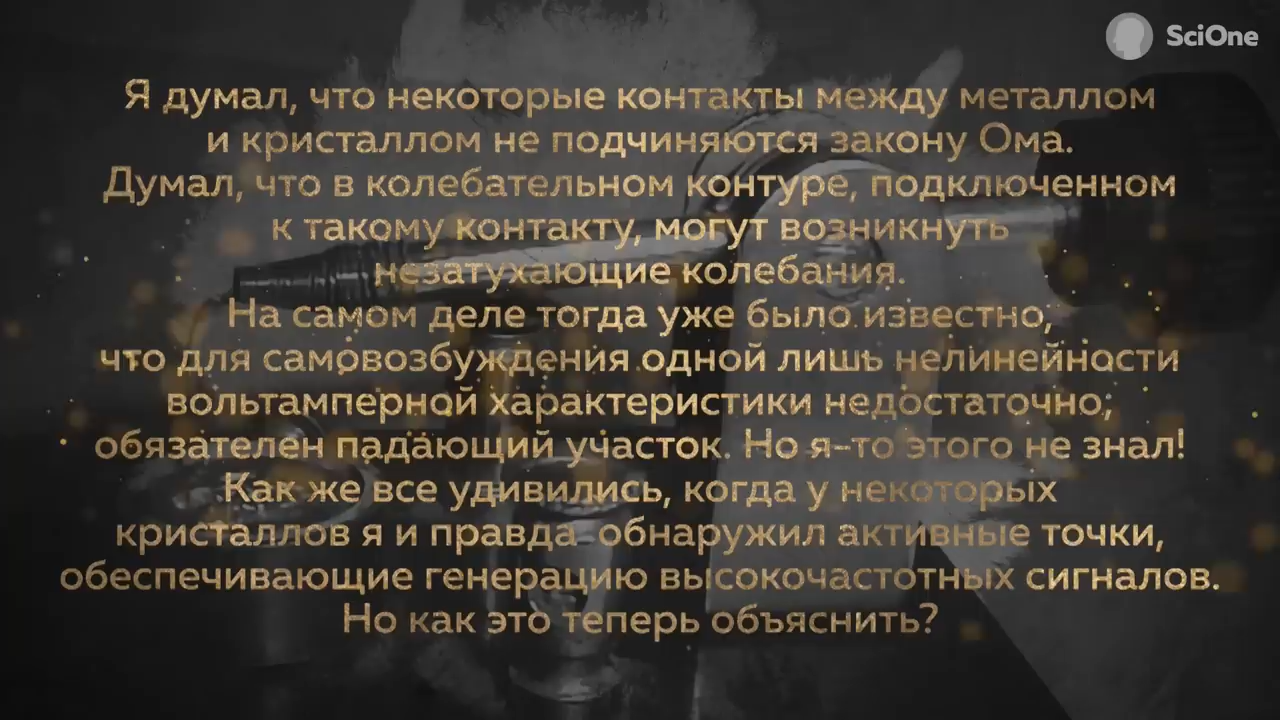 SciOne
Я думал, что некоторые контакты между металлом
и кристаллом не подчиняются закону Ома.
Думал, что в колебательном контуре, подключенном
к такому контакту, могут возникнуть
незатухающие колебания.
На самом деле тогда уже было известно,
что для самовозбуждения одной лишь нелинейности
вольтамперной характеристики недостаточно;
обязателен падающий участок. Но я-то этого не знал!
Как же все удивились, когда у некоторых
кристаллов я и правда обнаружил активные точки,
обеспечивающие генерацию высокочастотных сигналов.
Но как это теперь объяснить?